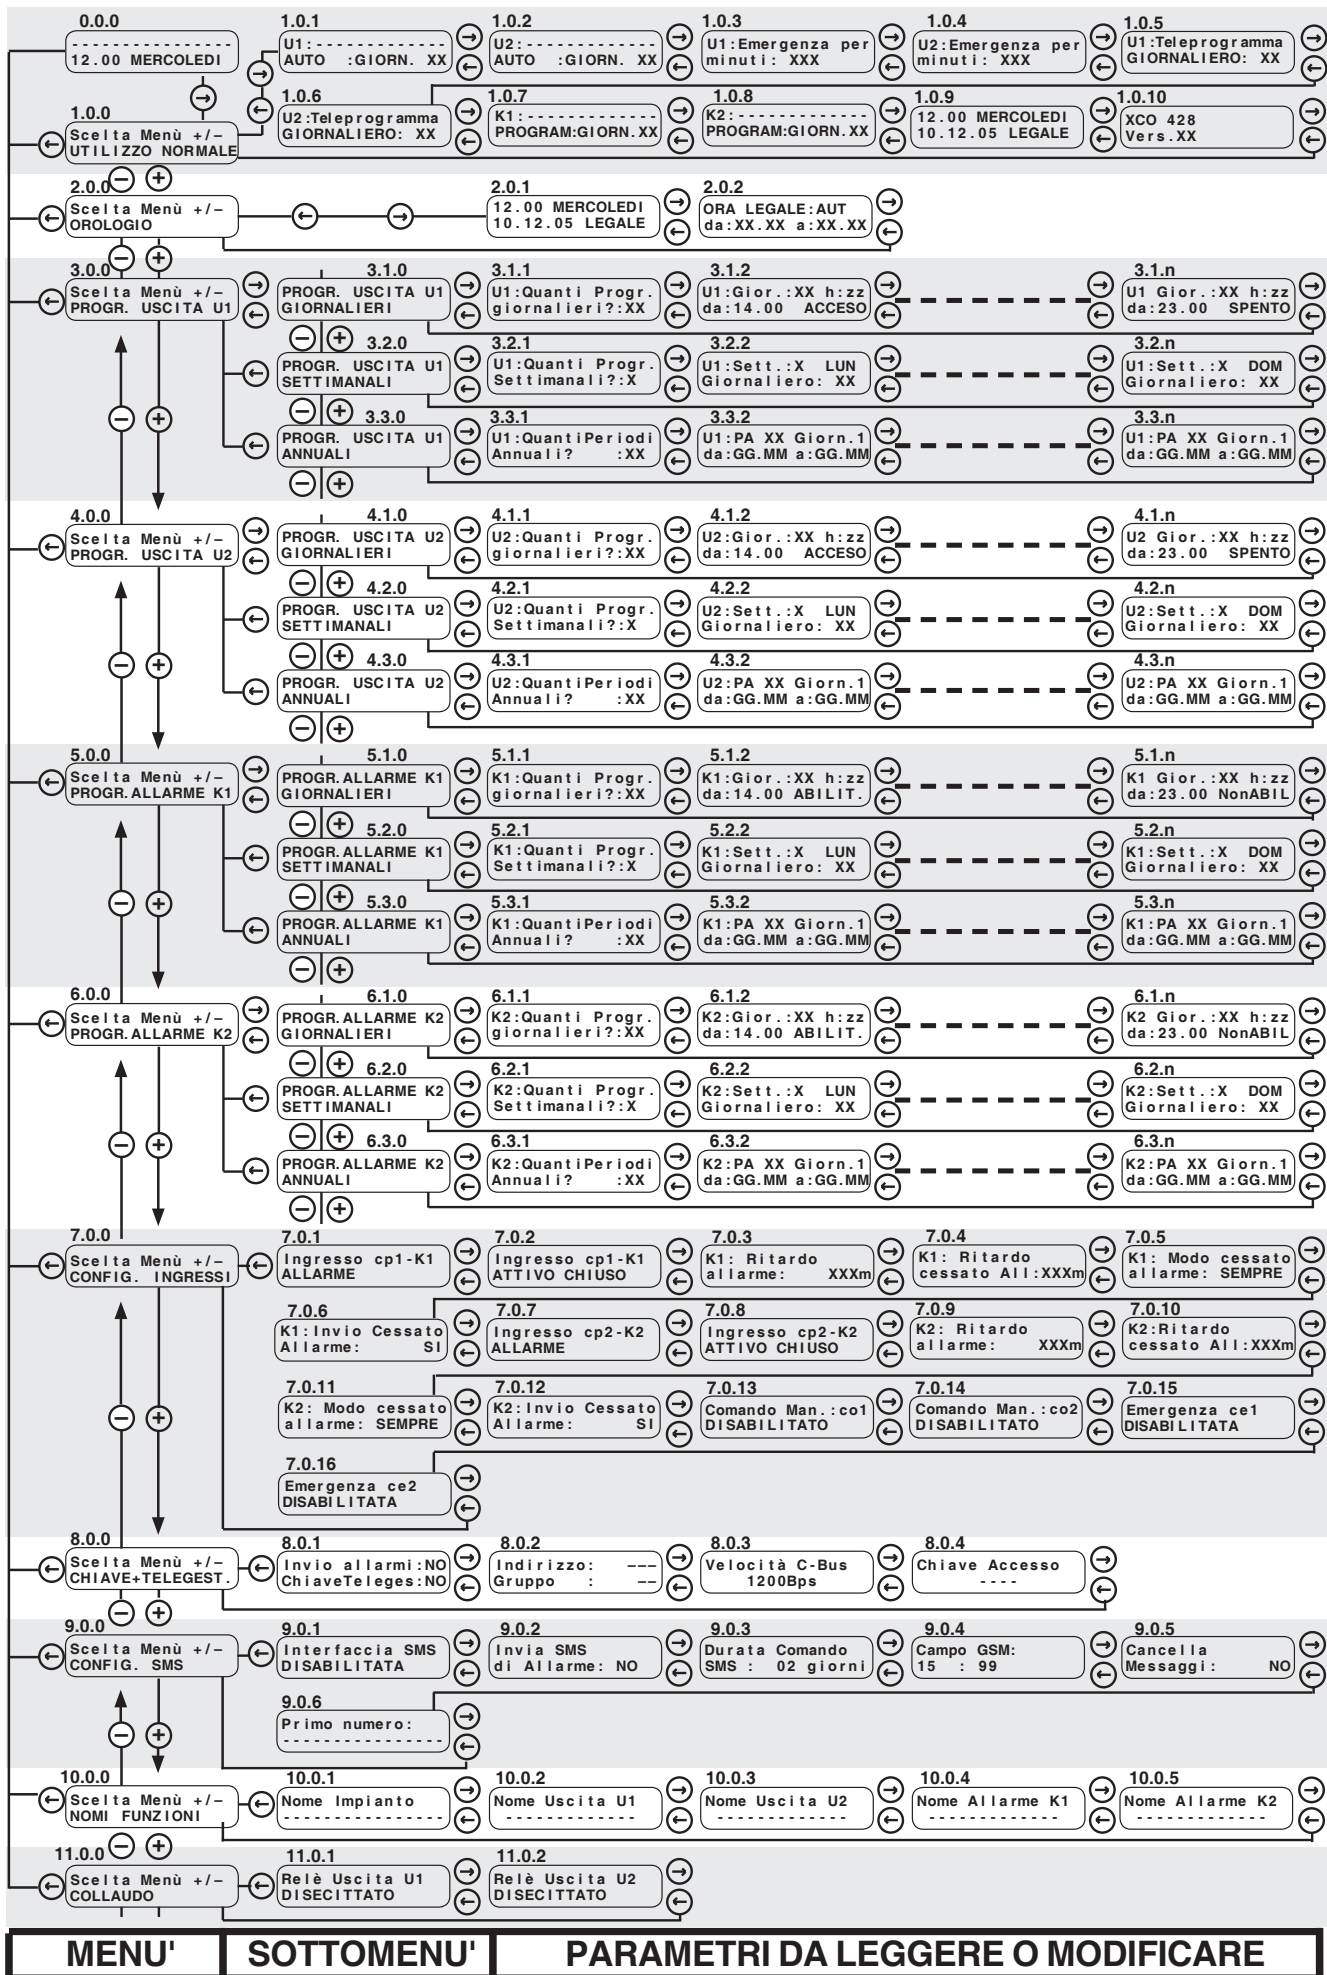 0.0.0
- - - - - - - - - - - - - - - -
12.00 MERCOLEDI
1.0.1
U1:- - - - - - - - - - - - -
AUTO :GIORN. XX
1.0.2
U2:- - - - - - - - - - - - -
AUTO :GIORN. XX
1.0.3
U1:Emergenza per
minuti: XXX
1.0.4
U2:Emergenza per
minuti: XXX
1.0.5
U1:Teleprogramma
GIORNALIERO: XX
1.0.0
Scelta Menù +/–
UTILIZZO NORMALE
1.0.6
U2:Teleprogramma
GIORNALIERO: XX
1.0.7
K1:- - - - - - - - - - - - -
PROGRAM:GIORN.XX
1.0.8
K2:- - - - - - - - - - - - -
PROGRAM:GIORN.XX
1.0.9
12.00 MERCOLEDI
10.12.05 LEGALE
1.0.10
XCO 428
Vers.XX
2.0.0
Scelta Menù +/–
OROLOGIO
2.0.1
12.00 MERCOLEDI
10.12.05 LEGALE
2.0.2
ORA LEGALE:AUT
da:XX.XX a:XX.XX
3.0.0
Scelta Menù +/–
PROGR. USCITA U1
3.1.0
PROGR. USCITA U1
GIORNALIERI
3.1.1
U1:Quanti Progr.
giornalieri?:XX
3.1.2
U1:Gior.:XX h:zz
da:14.00 ACCESO
3.1.n
U1 Gior.:XX h:zz
da:23.00 SPENTO
3.2.0
PROGR. USCITA U1
SETTIMANALI
3.2.1
U1:Quanti Progr.
Settimanali?:X
3.2.2
U1:Sett.:X LUN
Giornaliero: XX
3.2.n
U1:Sett.:X DOM
Giornaliero: XX
3.3.0
PROGR. USCITA U1
ANNUALI
3.3.1
U1:QuantiPeriodi
Annuali? :XX
3.3.2
U1:PA XX Giorn.1
da:GG.MM a:GG.MM
3.3.n
U1:PA XX Giorn.1
da:GG.MM a:GG.MM
4.0.0
Scelta Menù +/–
PROGR. USCITA U2
4.1.0
PROGR. USCITA U2
GIORNALIERI
4.1.1
U2:Quanti Progr.
giornalieri?:XX
4.1.2
U2:Gior.:XX h:zz
da:14.00 ACCESO
4.1.n
U2 Gior.:XX h:zz
da:23.00 SPENTO
4.2.0
PROGR. USCITA U2
SETTIMANALI
4.2.1
U2:Quanti Progr.
Settimanali?:X
4.2.2
U2:Sett.:X LUN
Giornaliero: XX
4.2.n
U2:Sett.:X DOM
Giornaliero: XX
4.3.0
PROGR. USCITA U2
ANNUALI
4.3.1
U2:QuantiPeriodi
Annuali? :XX
4.3.2
U2:PA XX Giorn.1
da:GG.MM a:GG.MM
4.3.n
U2:PA XX Giorn.1
da:GG.MM a:GG.MM
5.0.0
Scelta Menù +/–
PROGR.ALLARME K1
5.1.0
PROGR.ALLARME K1
GIORNALIERI
5.1.1
K1:Quanti Progr.
giornalieri?:XX
5.1.2
K1:Gior.:XX h:zz
da:14.00 ABILIT.
5.1.n
K1 Gior.:XX h:zz
da:23.00 NonABIL
5.2.0
PROGR.ALLARME K1
SETTIMANALI
5.2.1
K1:Quanti Progr.
Settimanali?:X
5.2.2
K1:Sett.:X LUN
Giornaliero: XX
5.2.n
K1:Sett.:X DOM
Giornaliero: XX
5.3.0
PROGR.ALLARME K1
ANNUALI
5.3.1
K1:QuantiPeriodi
Annuali? :XX
5.3.2
K1:PA XX Giorn.1
da:GG.MM a:GG.MM
5.3.n
K1:PA XX Giorn.1
da:GG.MM a:GG.MM
6.0.0
Scelta Menù +/–
PROGR.ALLARME K2
6.1.0
PROGR.ALLARME K2
GIORNALIERI
6.1.1
K2:Quanti Progr.
giornalieri?:XX
6.1.2
K2:Gior.:XX h:zz
da:14.00 ABILIT.
6.1.n
K2 Gior.:XX h:zz
da:23.00 NonABIL
6.2.0
PROGR.ALLARME K2
SETTIMANALI
6.2.1
K2:Quanti Progr.
Settimanali?:X
6.2.2
K2:Sett.:X LUN
Giornaliero: XX
6.2.n
K2:Sett.:X DOM
Giornaliero: XX
6.3.0
PROGR.ALLARME K2
ANNUALI
6.3.1
K2:QuantiPeriodi
Annuali? :XX
6.3.2
K2:PA XX Giorn.1
da:GG.MM a:GG.MM
6.3.n
K2:PA XX Giorn.1
da:GG.MM a:GG.MM
7.0.0
Scelta Menù +/–
CONFIG. INGRESSI
7.0.1
Ingresso cp1-K1
ALLARME
7.0.2
Ingresso cp1-K1
ATTIVO CHIUSO
7.0.3
K1: Ritardo
allarme: XXXm
7.0.4
K1: Ritardo
cessato All:XXXm
7.0.5
K1: Modo cessato
allarme: SEMPRE
7.0.6
K1:Invio Cessato
Allarme: SI
7.0.7
Ingresso cp2-K2
ALLARME
7.0.8
Ingresso cp2-K2
ATTIVO CHIUSO
7.0.9
K2: Ritardo
allarme: XXXm
7.0.10
K2:Ritardo
cessato All:XXXm
7.0.11
K2: Modo cessato
allarme: SEMPRE
7.0.12
K2:Invio Cessato
Allarme: SI
7.0.13
Comando Man.:co1
DISABILITATO
7.0.14
Comando Man.:co2
DISABILITATO
7.0.15
Emergenza ce1
DISABILITATA
7.0.16
Emergenza ce2
DISABILITATA
8.0.0
Scelta Menù +/–
CHIAVE+TELEGEST.
8.0.1
Invio allarmi:NO
ChiaveTeleges:NO
8.0.2
Indirizzo: –––
Gruppo : ––
8.0.3
Velocità C-Bus
1200Bps
8.0.4
Chiave Accesso
- - - -
9.0.0
Scelta Menù +/–
CONFIG. SMS
9.0.1
Interfaccia SMS
DISABILITATA
9.0.2
Invia SMS
di Allarme: NO
9.0.3
Durata Comando
SMS : 02 giorni
9.0.4
Campo GSM:
15 : 99
9.0.5
Cancella
Messaggi: NO
9.0.6
Primo numero:
- - - - - - - - - - - - - - - -
10.0.0
Scelta Menù +/–
NOMI FUNZIONI
10.0.1
Nome Impianto
- - - - - - - - - - - - - - - -
10.0.2
Nome Uscita U1
- - - - - - - - - - - - -
10.0.3
Nome Uscita U2
- - - - - - - - - - - - -
10.0.4
Nome Allarme K1
- - - - - - - - - - - - -
10.0.5
Nome Allarme K2
- - - - - - - - - - - - -
11.0.0
Scelta Menù +/–
COLLAUDO
11.0.1
Relè Uscita U1
DISECITTATO
11.0.2
Relè Uscita U2
DISECITTATO
MENU' SOTTOMENU' PARAMETRI DA LEGGERE O MODIFICARE